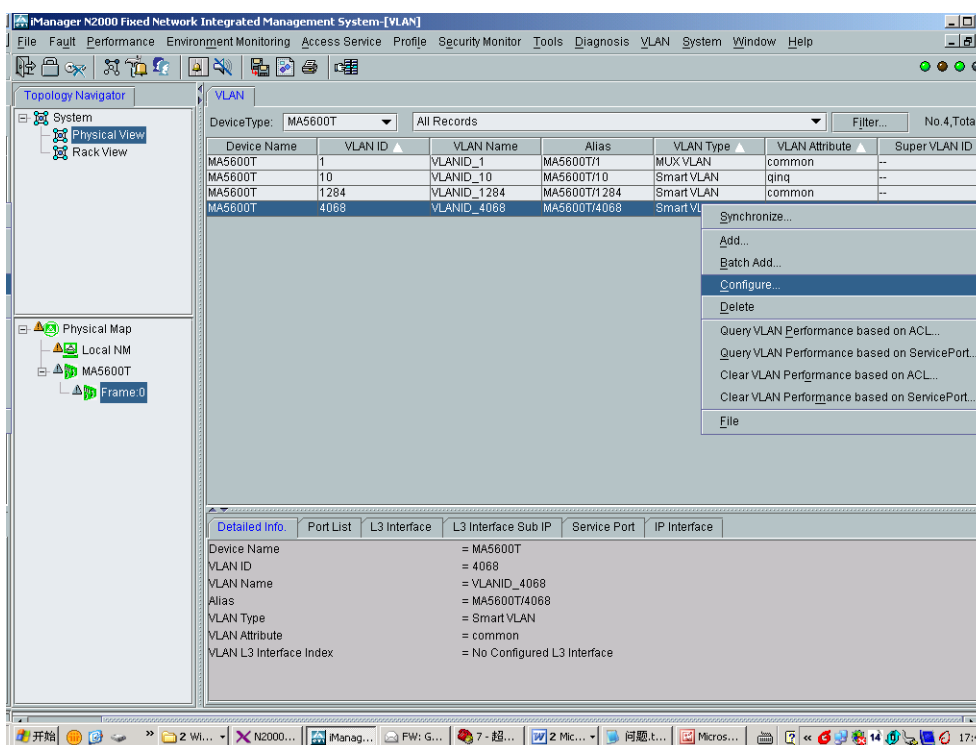 iManager N2000 Fixed Network Integrated Management System-[VLAN]
File Fault Performance Environment Monitoring Access Service Profile Security Monitor Tools Diagnosis VLAN System Window Help
Topology Navigator
System
Physical View
Rack View
Physical Map
Local NM
MA5600T
Frame:0
VLAN
DeviceType: MA5600T All Records Filter... No.4,Tota
Device Name VLAN ID VLAN Name Alias VLAN Type VLAN Attribute Super VLAN ID
MA5600T 1 VLANID_1 MA5600T/1 MUX VLAN common --
MA5600T 10 VLANID_10 MA5600T/10 Smart VLAN qinq --
MA5600T 1284 VLANID_1284 MA5600T/1284 Smart VLAN common --
MA5600T 4068 VLANID_4068 MA5600T/4068 Smart VL
Synchronize...
Add...
Batch Add...
Configure...
Delete
Query VLAN Performance based on ACL...
Query VLAN Performance based on ServicePort...
Clear VLAN Performance based on ACL...
Clear VLAN Performance based on ServicePort...
File
Detailed Info. Port List L3 Interface L3 Interface Sub IP Service Port IP Interface
Device Name = MA5600T
VLAN ID = 4068
VLAN Name = VLANID_4068
Alias = MA5600T/4068
VLAN Type = Smart VLAN
VLAN Attribute = common
VLAN L3 Interface Index = No Configured L3 Interface
开始 » 2 Wi... N2000... iManag... FW: G... 7 - 超... 2 Mic... 问题.t... Micros... « 14 17: